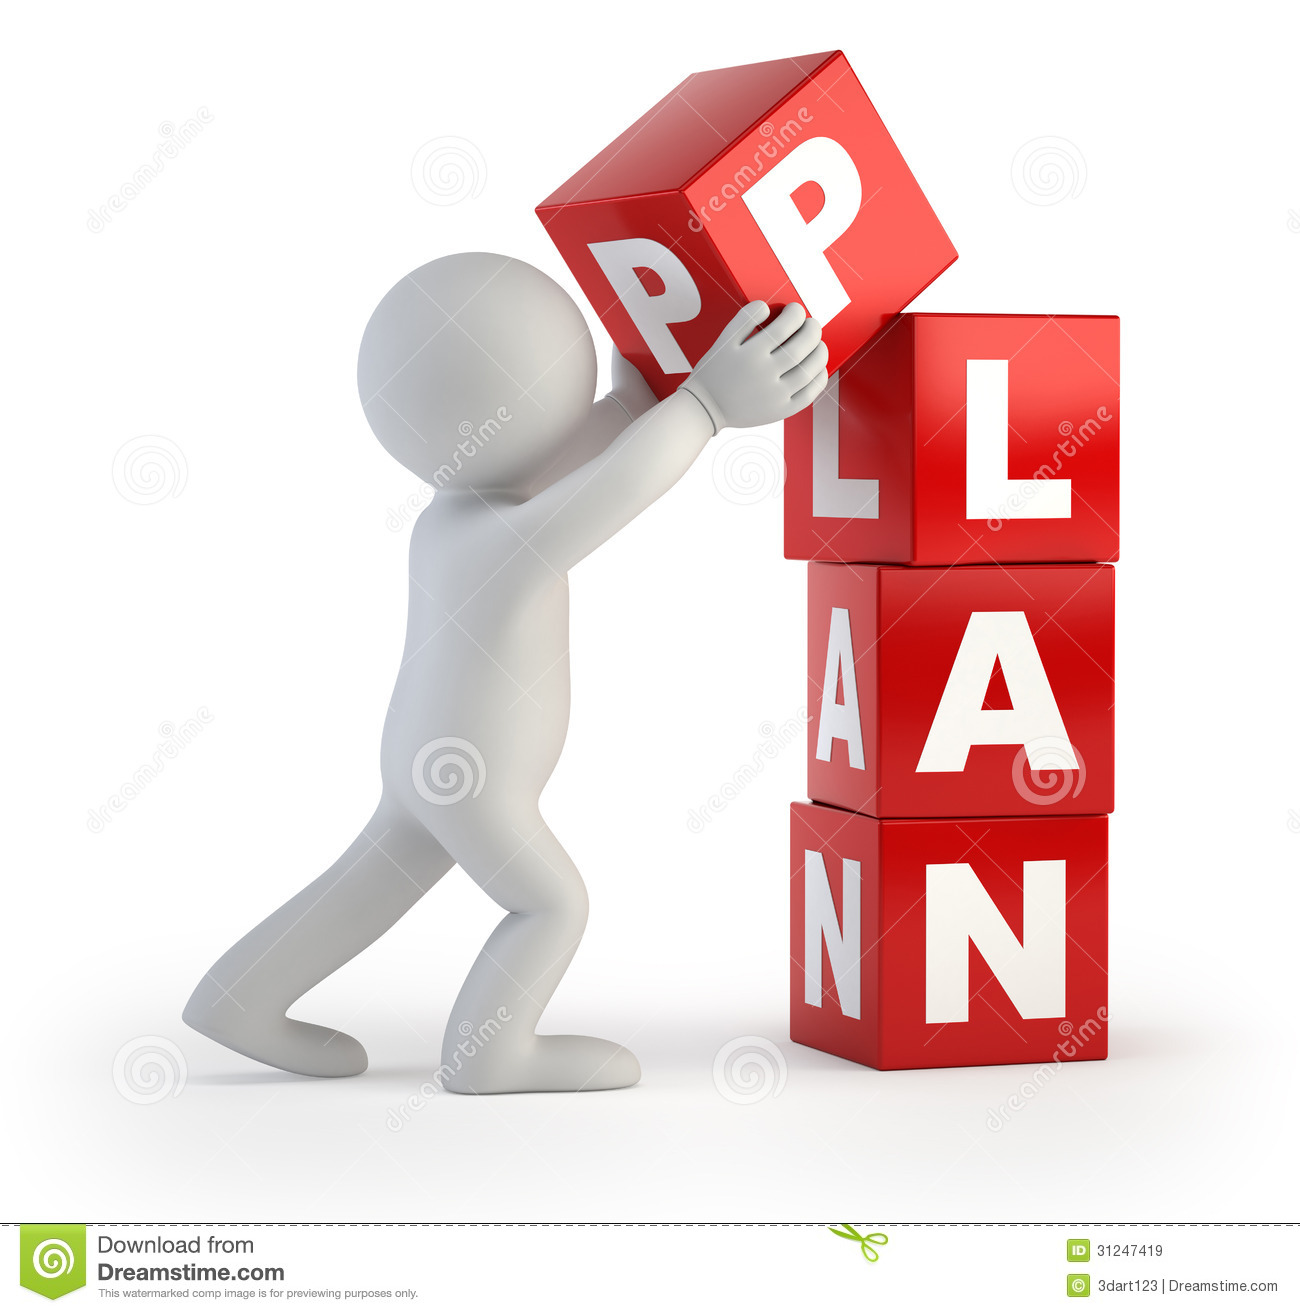 P P
L L
A A
N N
dreamstime
Download from
Dreamstime.com
This watermarked comp image is for previewing purposes only.
ID 31247419
© 3dart123 | Dreamstime.com